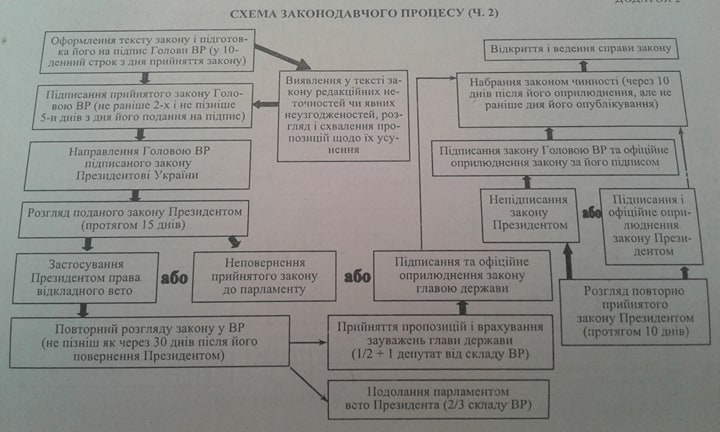 СХЕМА ЗАКОНОДАВЧОГО ПРОЦЕСУ (Ч. 2)
Оформлення тексту закону і підготов-
ка його на підпис Голови ВР (у 10-
денний строк з дня прийняття закону)
Підписання прийнятого закону Голо-
вою ВР (не раніше 2-х і не пізніше
5-и днів з дня його подання на підпис)
Виявлення у тексті за-
кону редакційних не-
точностей чи явних
неузгодженостей, роз-
гляд і схвалення про-
позицій щодо їх усу-
нення
Направлення Головою ВР
підписаного закону
Президентові України
Розгляд поданого закону Президентом
(протягом 15 днів)
Застосування
Президентом права
відкладного вето
або
Неповернення
прийнятого закону
до парламенту
або
Підписання та офіційне
оприлюднення закону
главою держави
Повторний розгляду закону у ВР
(не пізніш як через 30 днів після його
повернення Президентом)
Прийняття пропозицій і врахування
зауважень глави держави
(1/2 + 1 депутат від складу ВР)
Подолання парламентом
вето Президента (2/3 складу ВР)
Відкриття і ведення справи закону
Набрання законом чинності (через 10
днів після його оприлюднення, але не
раніше дня його опублікування)
Підписання закону Головою ВР та офіційне
оприлюднення закону за його підписом
Непідписання
закону
Президентом
або
Підписання і
офіційне опри-
люднення
закону Прези-
дентом
Розгляд повторно
прийнятого
закону Президентом
(протягом 10 днів)